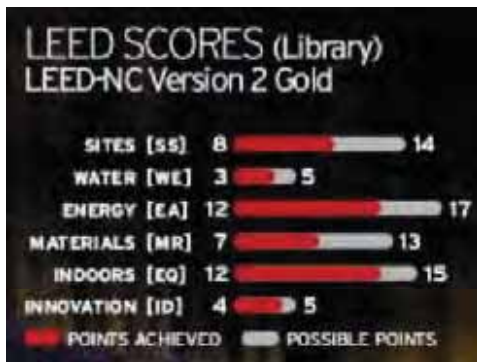 LEED SCORES (Library)
LEED-NC Version 2 Gold
SITES [SS] 8 14
WATER [WE] 3 5
ENERGY [EA] 12 17
MATERIALS [MR] 7 13
INDOORS [EQ] 12 15
INNOVATION [ID] 4 5
POINTS ACHIEVED POSSIBLE POINTS